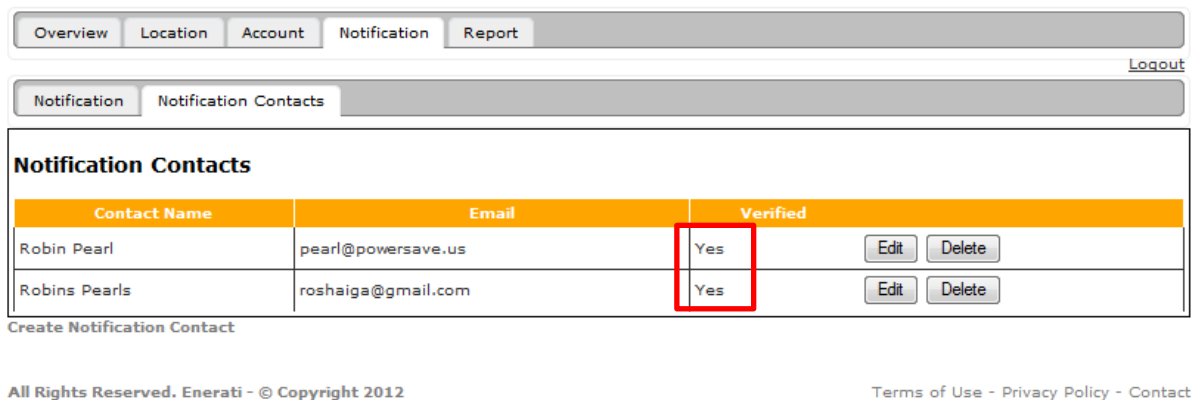 Overview Location Account Notification Report
Logout
Notification Notification Contacts
Notification Contacts
Contact Name Email Verified
Robin Pearl pearl@powersave.us Yes Edit Delete
Robins Pearls roshaiga@gmail.com Yes Edit Delete
Create Notification Contact
All Rights Reserved. Enerati - © Copyright 2012 Terms of Use - Privacy Policy - Contact